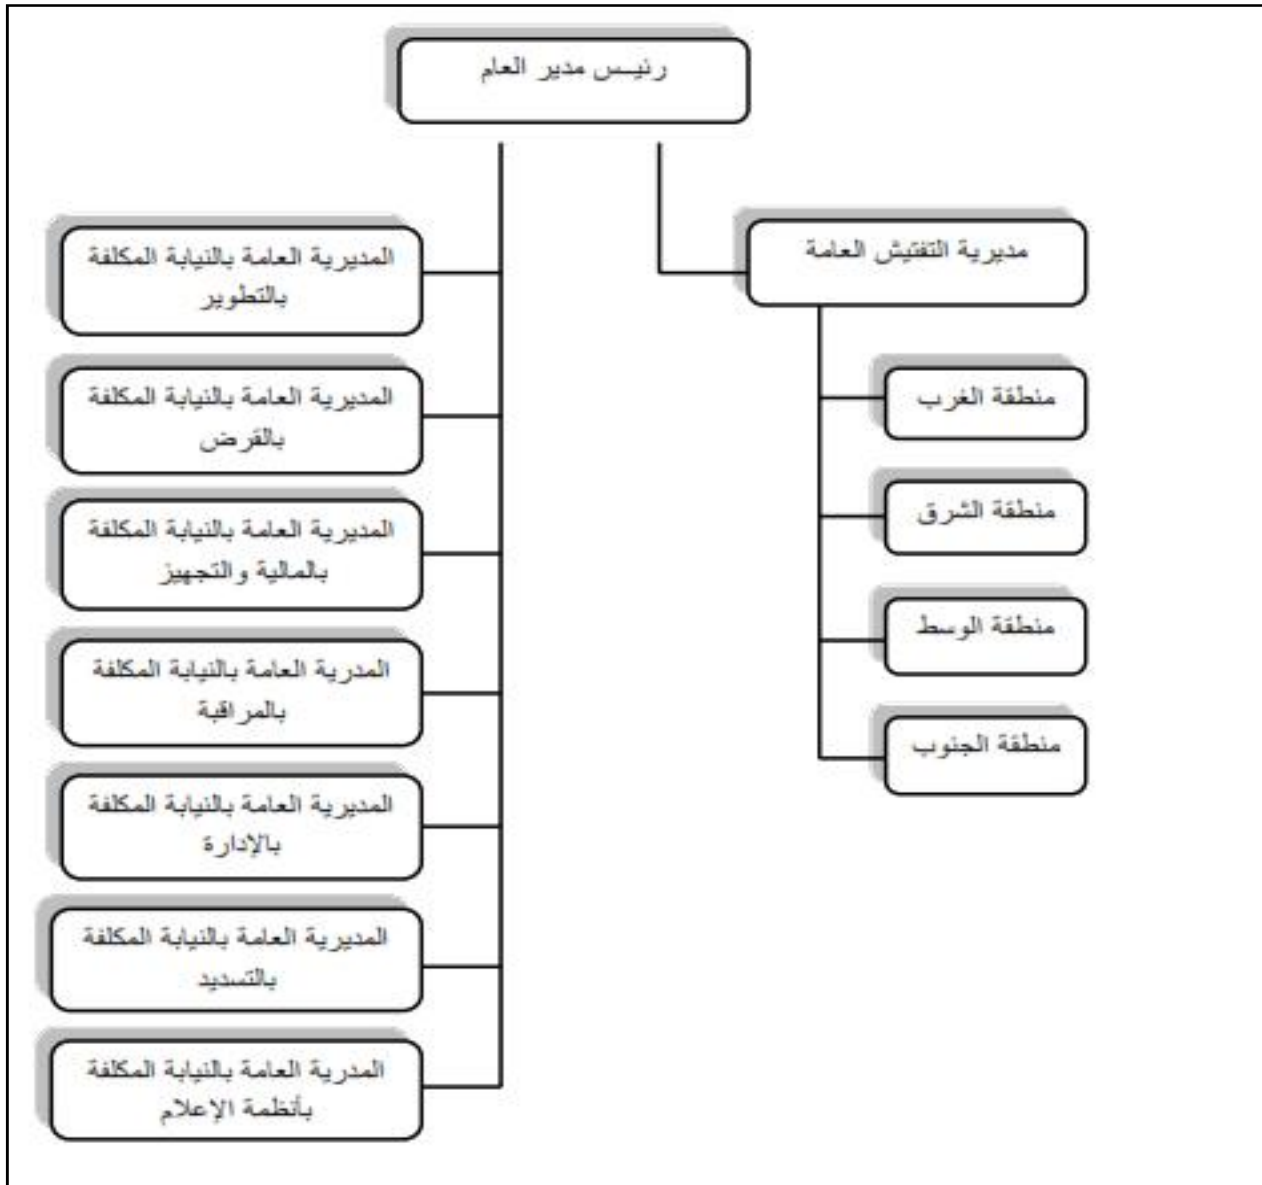 رئيس مدير العام
مديرية التفتيش العامة
منطقة الغرب
منطقة الشرق
منطقة الوسط
منطقة الجنوب
المديرية العامة بالنيابة المكلفة
بالتطوير
المديرية العامة بالنيابة المكلفة
بالقرض
المديرية العامة بالنيابة المكلفة
بالمالية والتجهيز
المدرية العامة بالنيابة المكلفة
بالمراقبة
المديرية العامة بالنيابة المكلفة
بالإدارة
المديرية العامة بالنيابة المكلفة
بالتسديد
المدرية العامة بالنيابة المكلفة
بأنظمة الإعلام